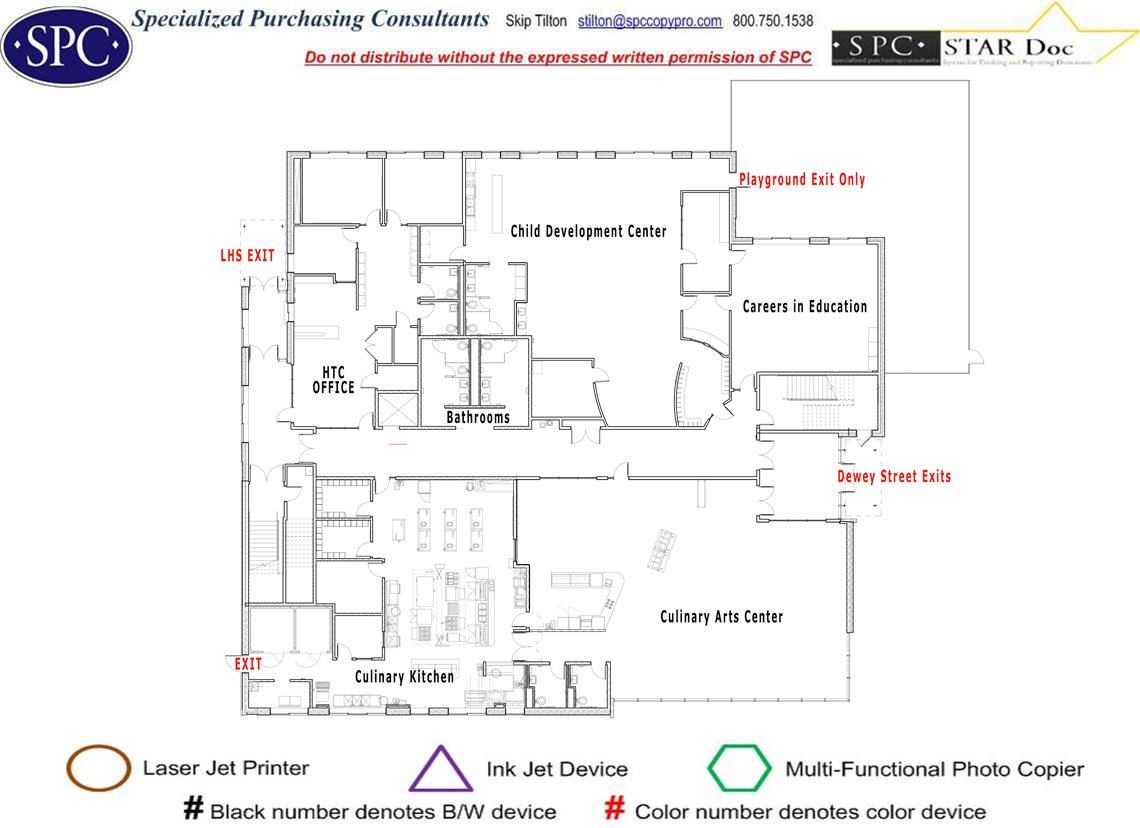 Specialized Purchasing Consultants Skip Tilton stilton@spccopypro.com 800.750.1538
·SPC·
Do not distribute without the expressed written permission of SPC
·SPC· STAR Doc
specialized purchasing consultants System for Tracking and Reporting Documents
Playground Exit Only
Child Development Center
LHS EXIT
Careers in Education
HTC
OFFICE
Bathrooms
Dewey Street Exits
Culinary Arts Center
EXIT
Culinary Kitchen
Laser Jet Printer
Ink Jet Device
Multi-Functional Photo Copier
# Black number denotes B/W device
# Color number denotes color device